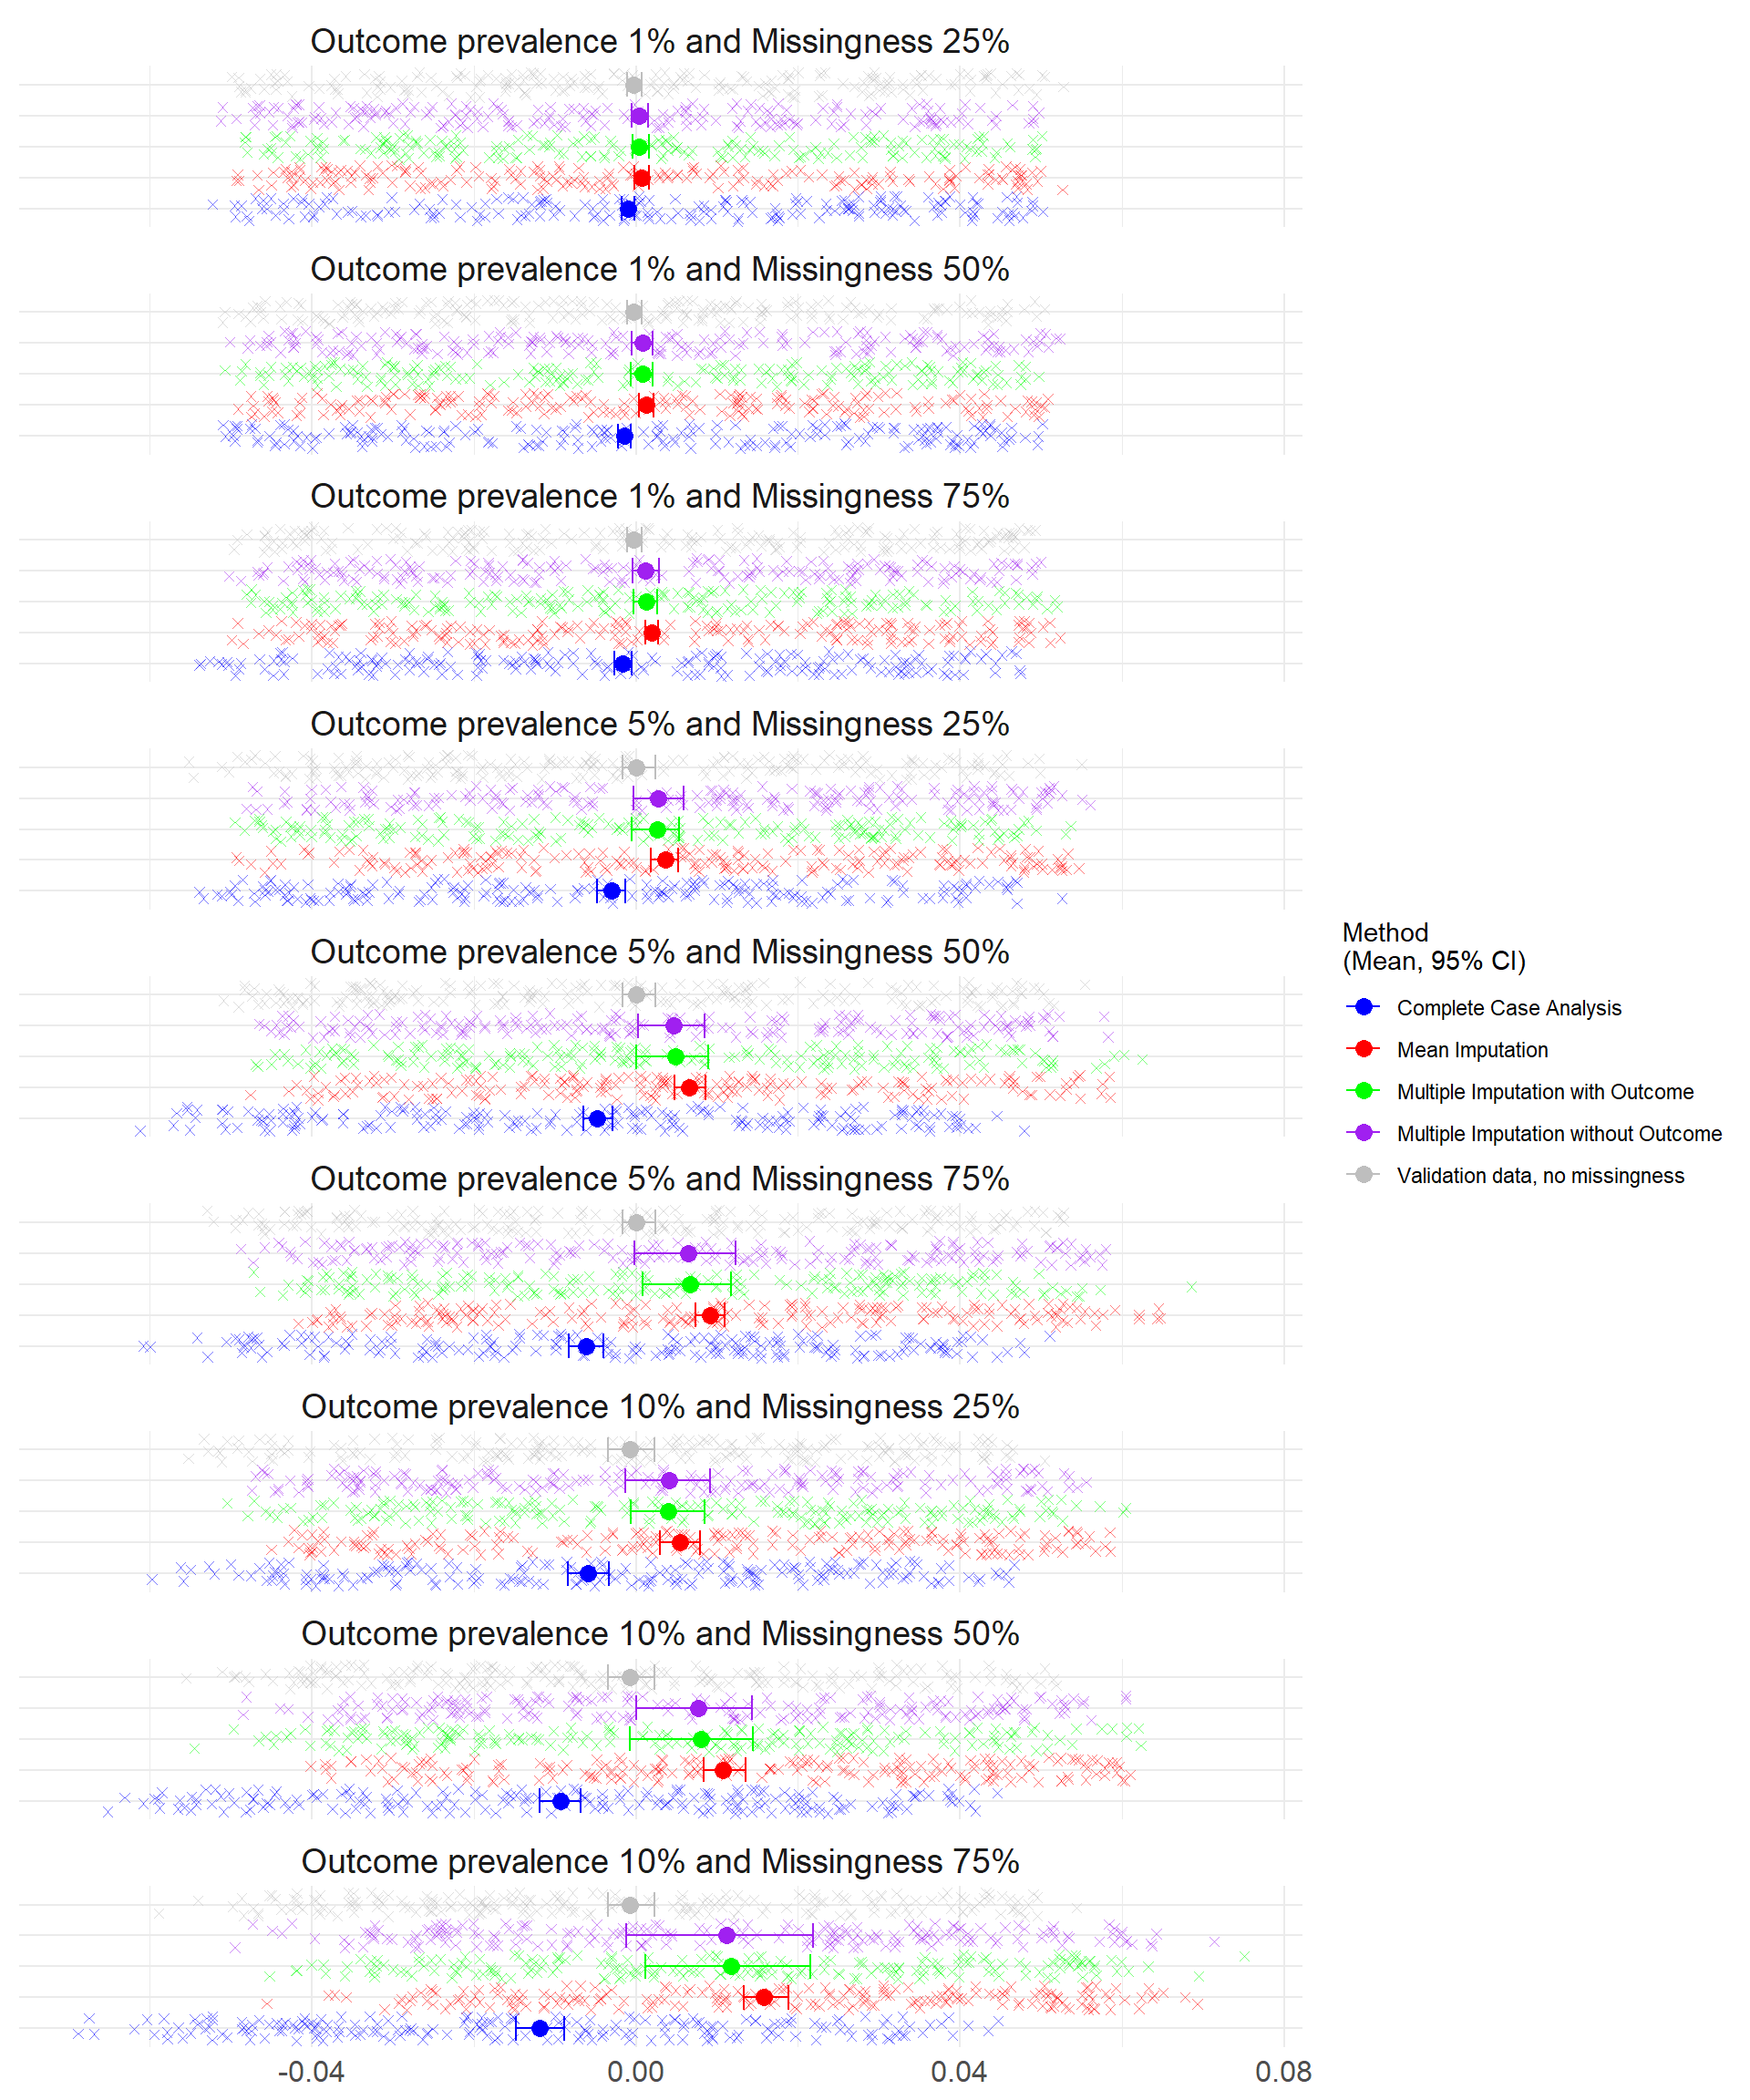 Outcome prevalence 1% and Missingness 25%
Outcome prevalence 1% and Missingness 50%
Outcome prevalence 1% and Missingness 75%
Outcome prevalence 5% and Missingness 25%
Outcome prevalence 5% and Missingness 50%
Outcome prevalence 5% and Missingness 75%
Outcome prevalence 10% and Missingness 25%
Outcome prevalence 10% and Missingness 50%
Outcome prevalence 10% and Missingness 75%
-0.04 0.00 0.04 0.08
Method
(Mean, 95% CI)
Complete Case Analysis
Mean Imputation
Multiple Imputation with Outcome
Multiple Imputation without Outcome
Validation data, no missingness